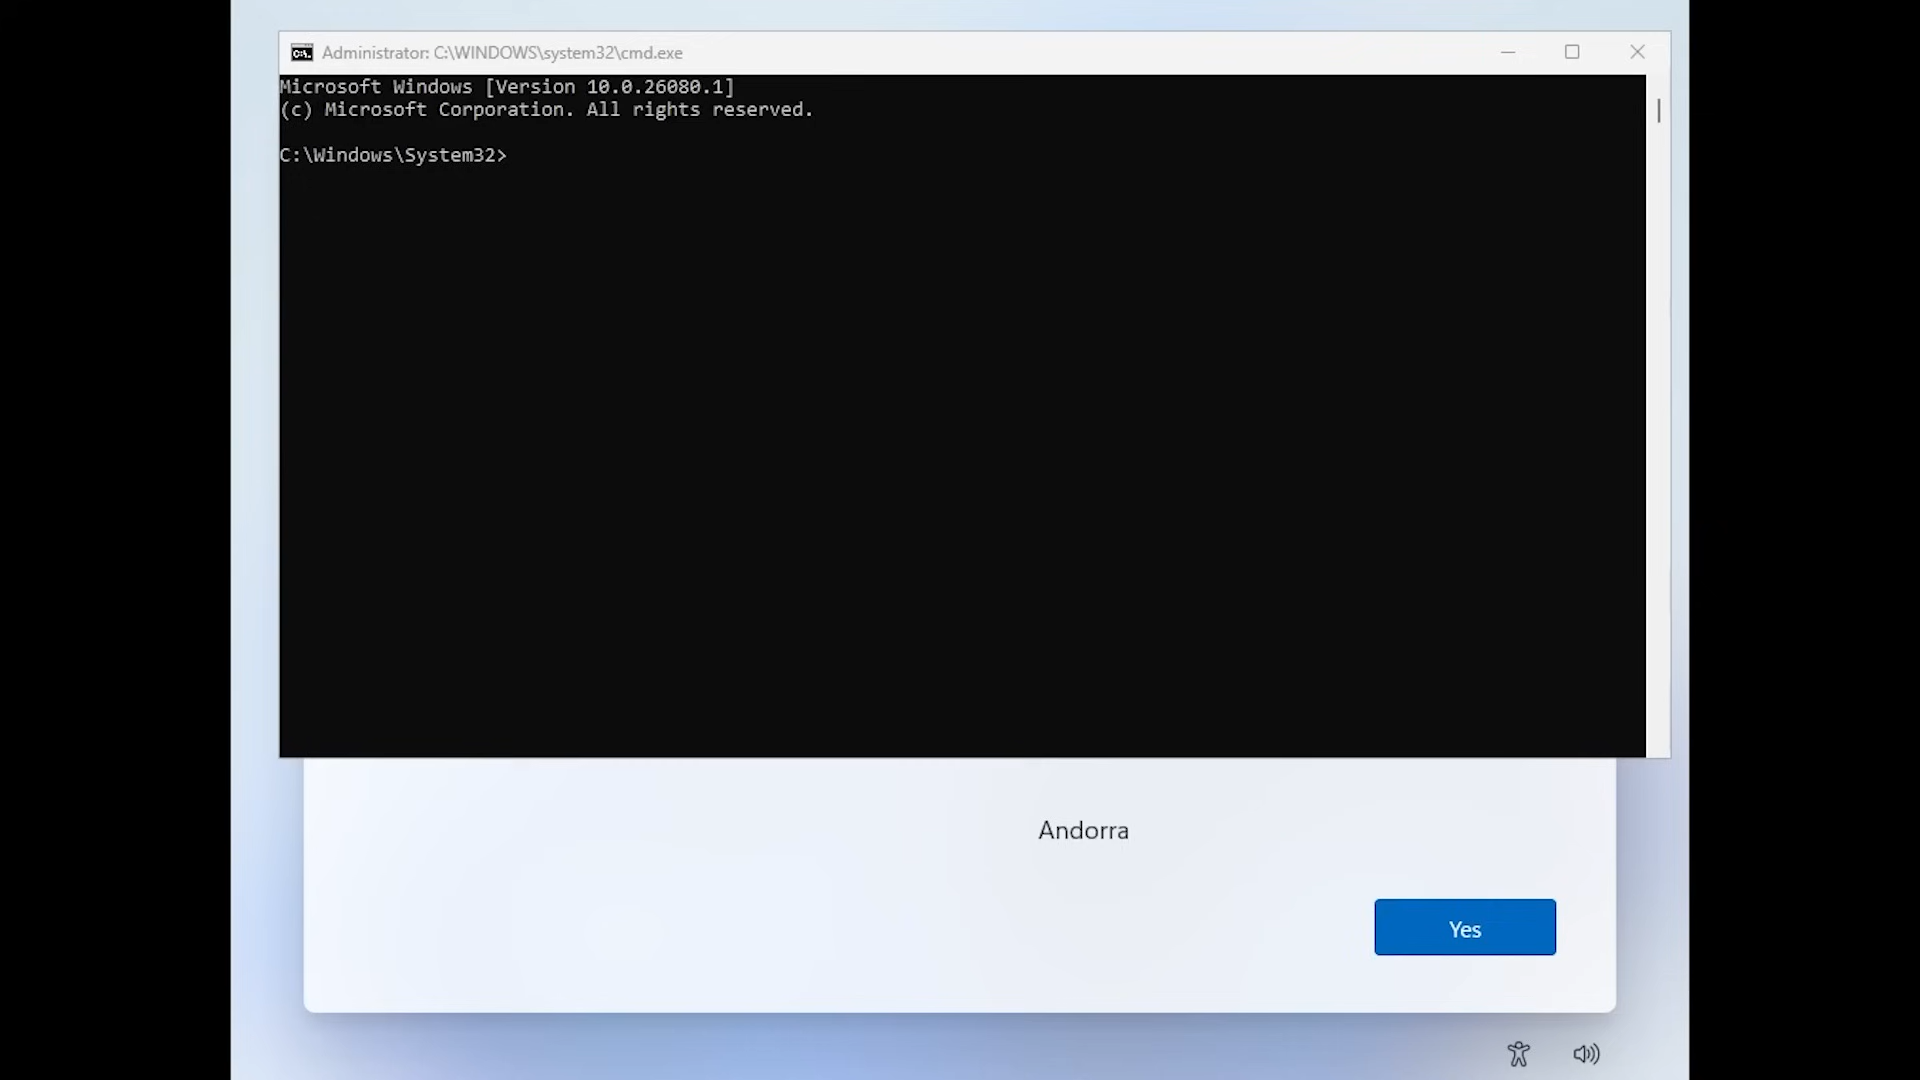 Administrator: C:\WINDOWS\system32\cmd.exe
Microsoft Windows [Version 10.0.26080.1]
(c) Microsoft Corporation. All rights reserved.
C:\Windows\System32>
Andorra
Yes